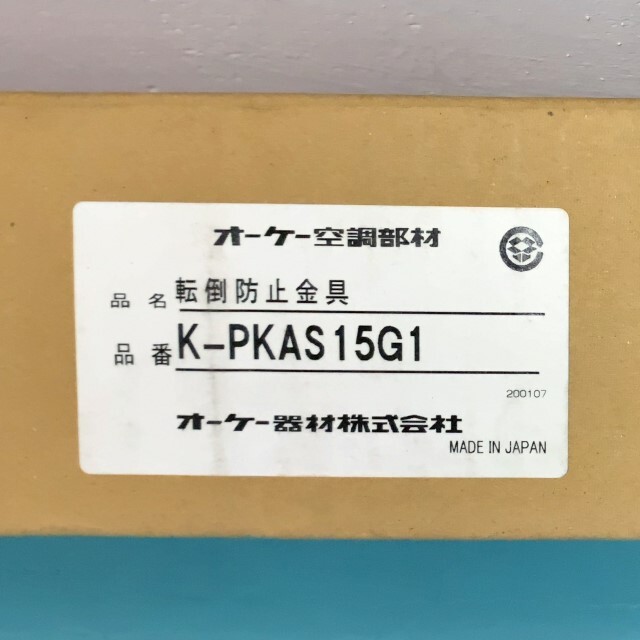 オーケー空調部材
品名 転倒防止金具
品番 K-PKAS15G1
200107
オーケー器材株式会社
MADE IN JAPAN